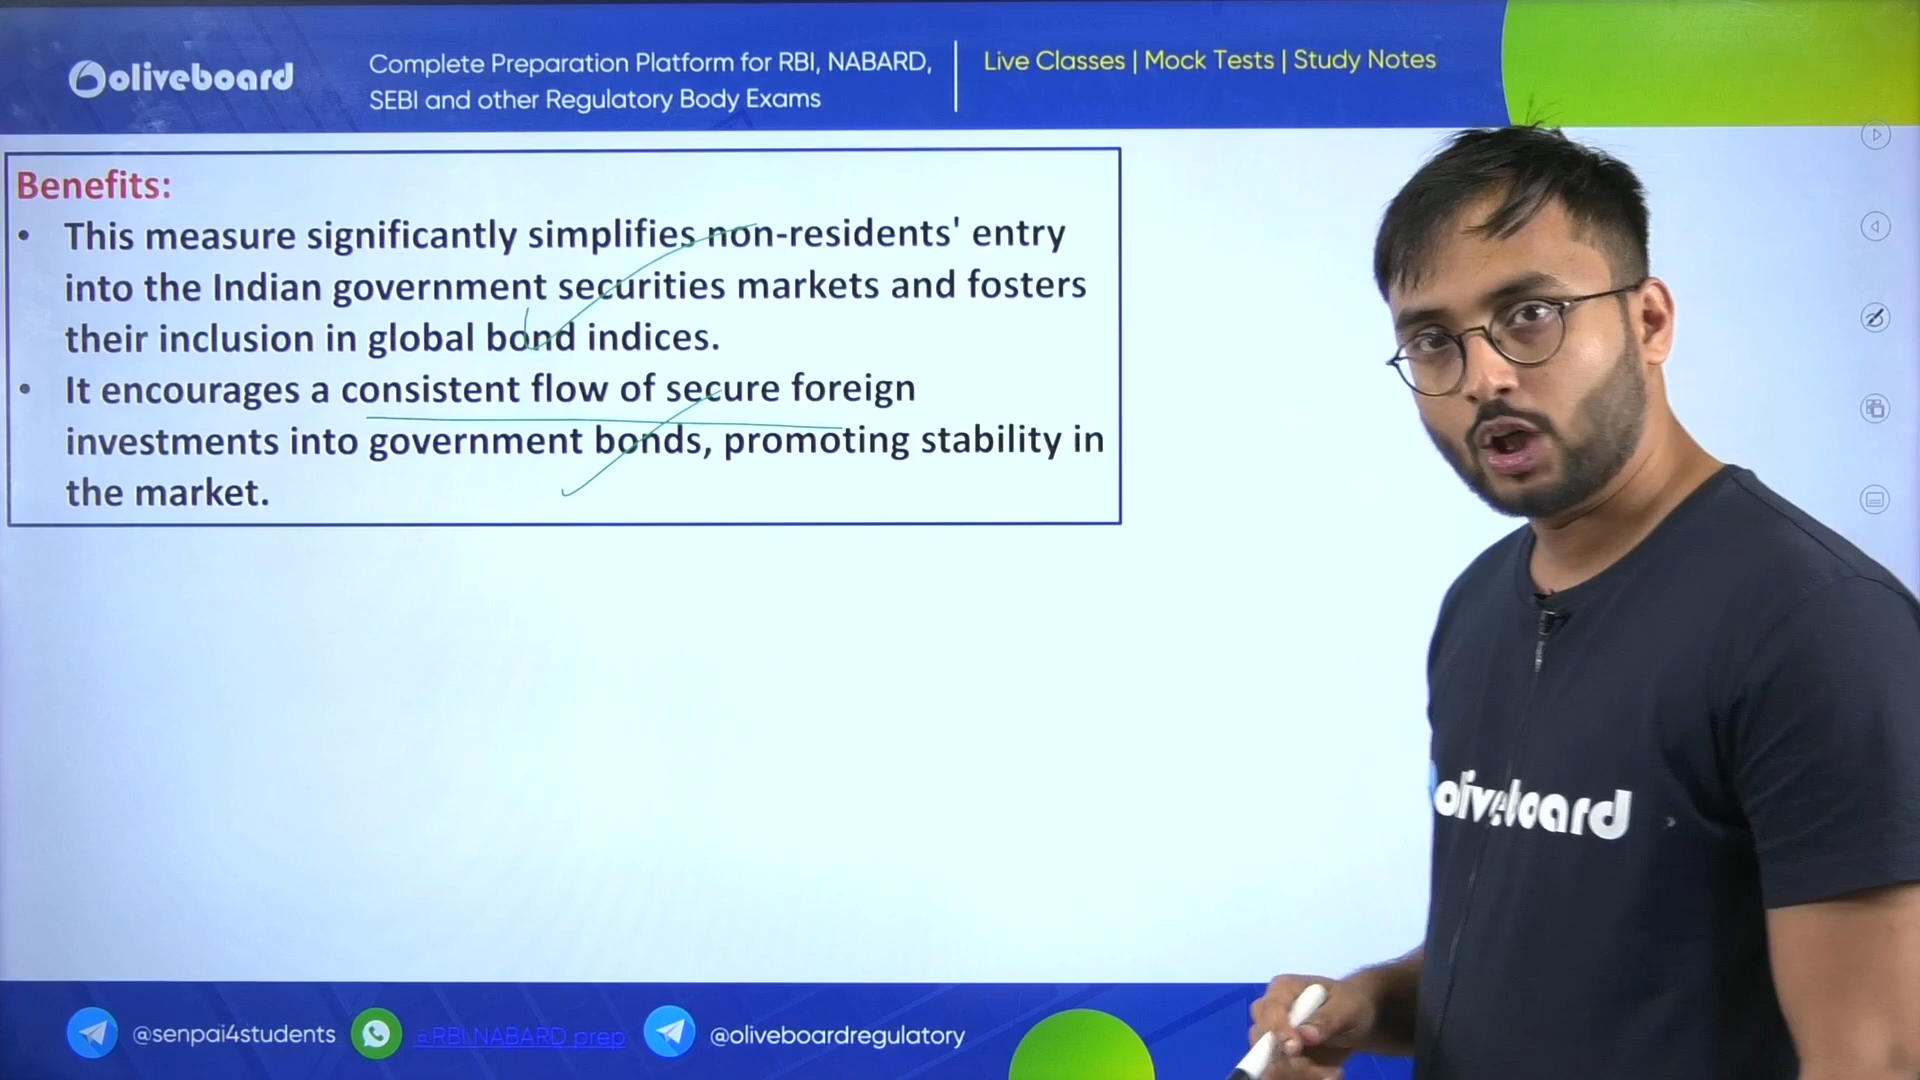 oliveboard
Complete Preparation Platform for RBI, NABARD,
SEBI and other Regulatory Body Exams
Live Classes | Mock Tests | Study Notes
Benefits:
• This measure significantly simplifies non-residents' entry
into the Indian government securities markets and fosters
their inclusion in global bond indices.
• It encourages a consistent flow of secure foreign
investments into government bonds, promoting stability in
the market.
oliveboard
@senpai4students
@RBI NABARD prep
@oliveboardregulatory